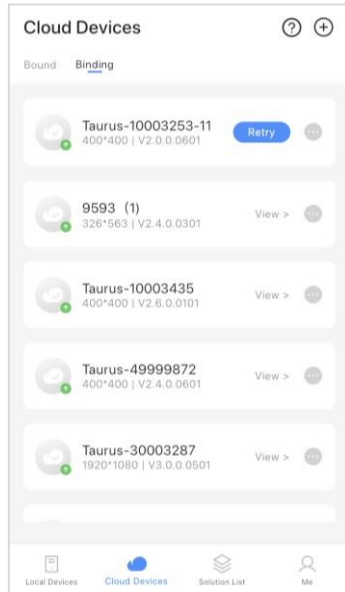 Cloud Devices
Bound Binding
Taurus-10003253-11
400*400 | V2.0.0.0601
Retry
9593 (1)
326*563 | V2.4.0.0301
View >
Taurus-10003435
400*400 | V2.6.0.0101
View >
Taurus-49999872
400*400 | V2.4.0.0601
View >
Taurus-30003287
1920*1080 | V3.0.0.0501
View >
Local Devices Cloud Devices Solution List Me